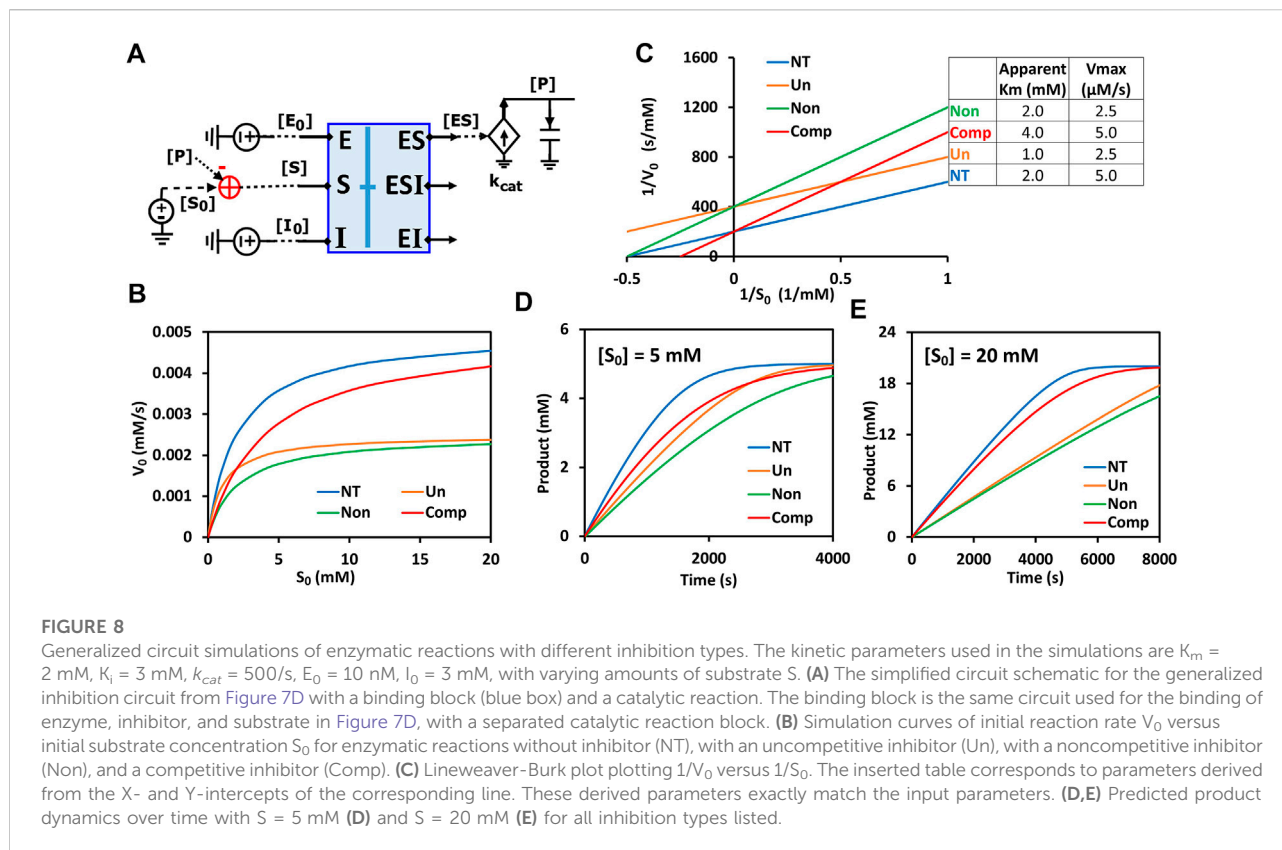 A
[E₀]
[P]
[S]
[S₀]
[I₀]
E
S
I
ES
ESI
EI
[ES]
[P]
k_cat
C
NT
Un
Non
Comp
1/V₀ (s/mM)
1200
800
400
0
-0.5
0
0.5
1
1/S₀ (1/mM)
Apparent Km (mM) Vmax (µM/s)
Non 2.0 2.5
Comp 4.0 5.0
Un 1.0 2.5
NT 2.0 5.0
B
V₀ (mM/s)
0.005
0.004
0.003
0.002
0.001
0
NT Un
Non Comp
0 5 10 15 20
S₀ (mM)
D
[S₀] = 5 mM
Product (mM)
6
4
2
0
NT
Un
Non
Comp
0 2000 4000
Time (s)
E
[S₀] = 20 mM
Product (mM)
24
18
12
6
0
NT
Un
Non
Comp
0 2000 4000 6000 8000
Time (s)
FIGURE 8
Generalized circuit simulations of enzymatic reactions with different inhibition types. The kinetic parameters used in the simulations are Kₘ =
2 mM, Kᵢ = 3 mM, k_cat = 500/s, E₀ = 10 nM, I₀ = 3 mM, with varying amounts of substrate S. (A) The simplified circuit schematic for the generalized
inhibition circuit from Figure 7D with a binding block (blue box) and a catalytic reaction. The binding block is the same circuit used for the binding of
enzyme, inhibitor, and substrate in Figure 7D, with a separated catalytic reaction block. (B) Simulation curves of initial reaction rate V₀ versus
initial substrate concentration S₀ for enzymatic reactions without inhibitor (NT), with an uncompetitive inhibitor (Un), with a noncompetitive inhibitor
(Non), and a competitive inhibitor (Comp). (C) Lineweaver-Burk plot plotting 1/V₀ versus 1/S₀. The inserted table corresponds to parameters derived
from the X- and Y-intercepts of the corresponding line. These derived parameters exactly match the input parameters. (D,E) Predicted product
dynamics over time with S = 5 mM (D) and S = 20 mM (E) for all inhibition types listed.